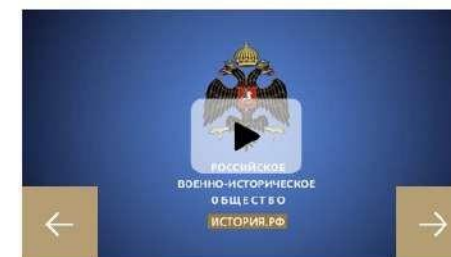 РОССИЙСКОЕ
ВОЕННО-ИСТОРИЧЕСКОЕ
ОБЩЕСТВО
ИСТОРИЯ.РФ